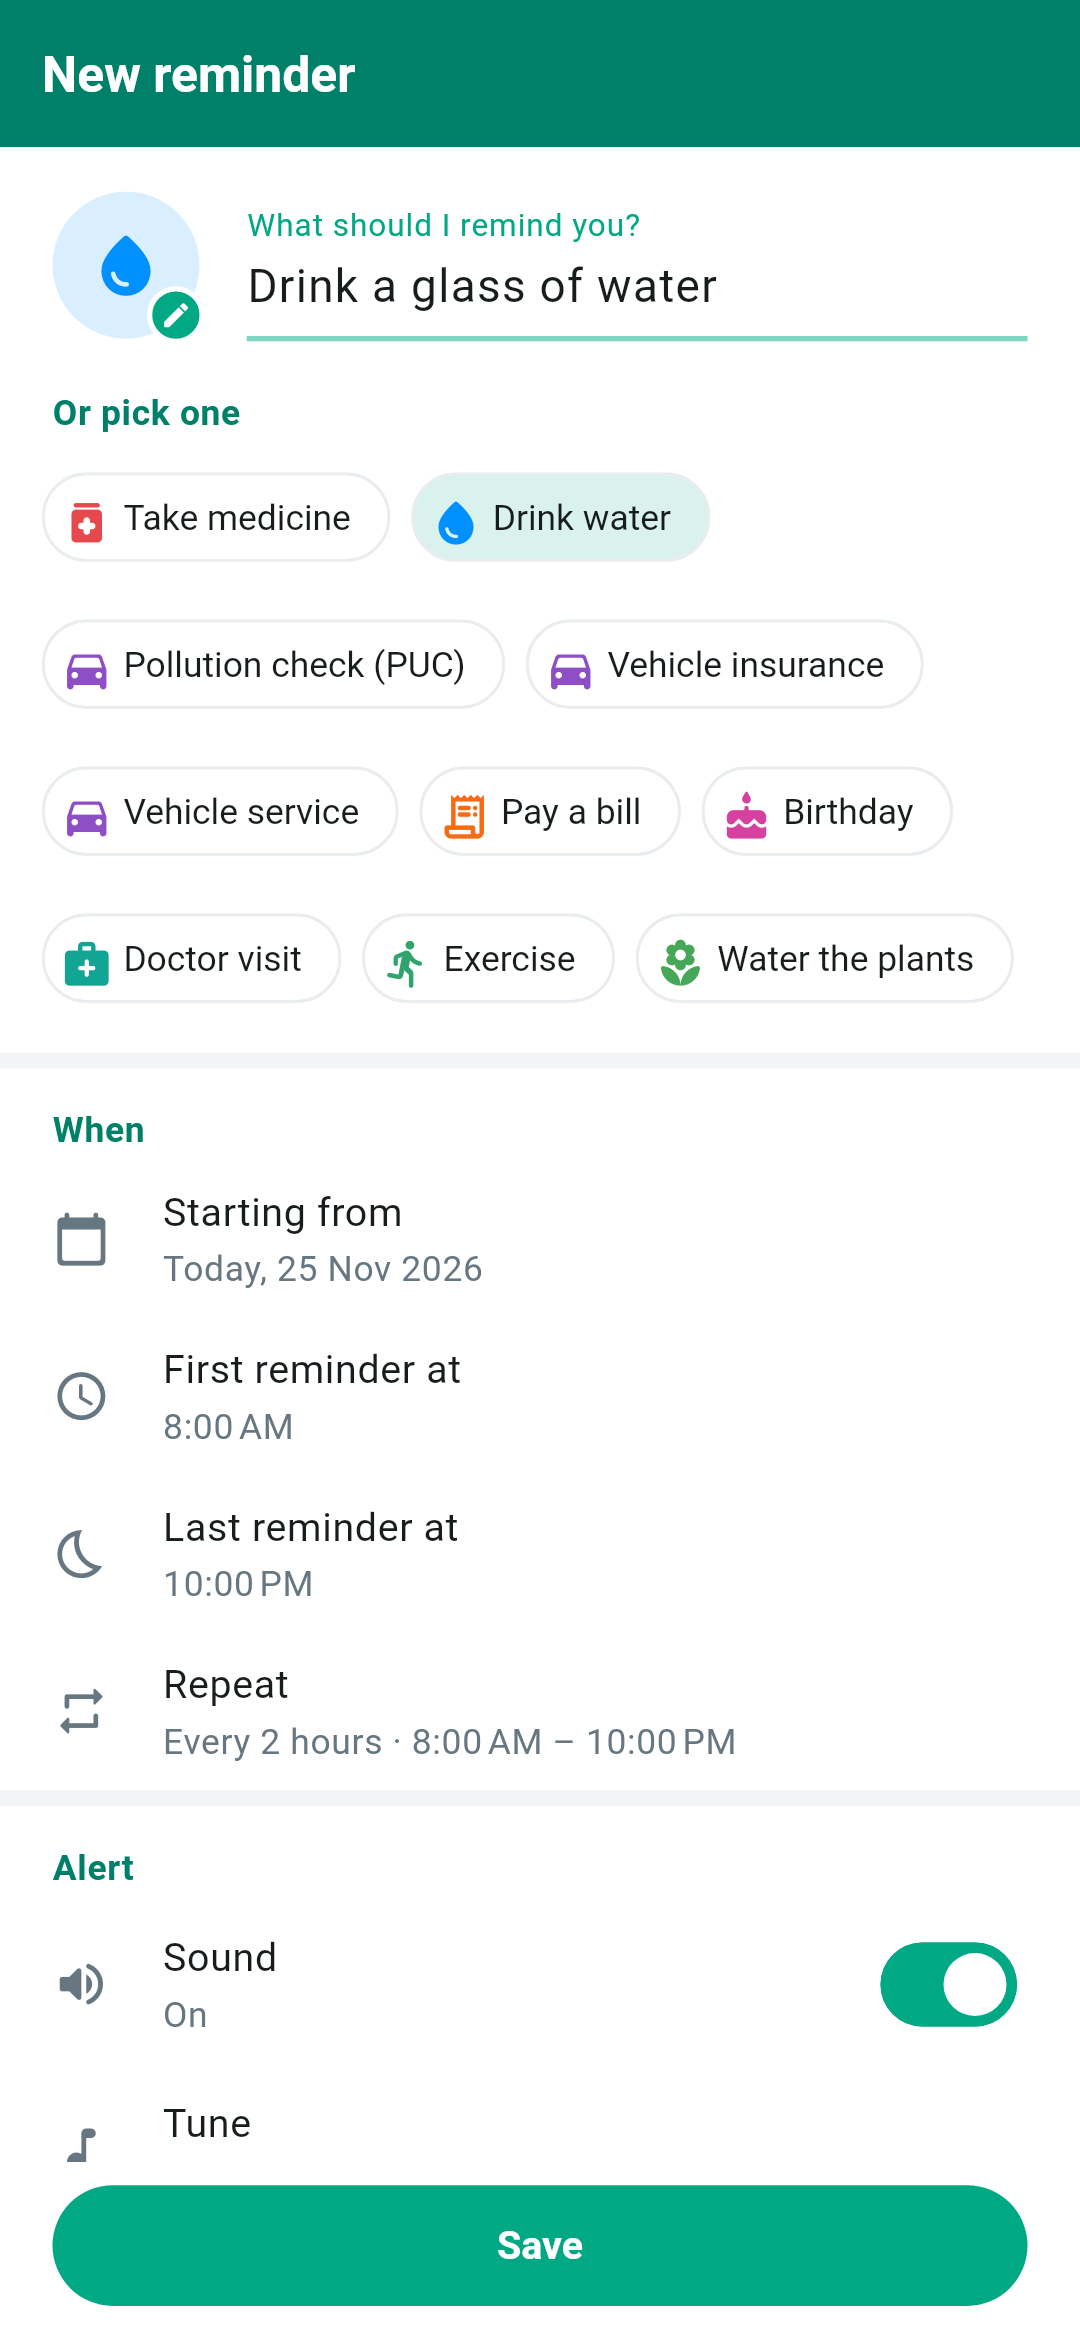 New reminder
What should I remind you?
Drink a glass of water
Or pick one
Take medicine
Drink water
Pollution check (PUC)
Vehicle insurance
Vehicle service
Pay a bill
Birthday
Doctor visit
Exercise
Water the plants
When
Starting from
Today, 25 Nov 2026
First reminder at
8:00 AM
Last reminder at
10:00 PM
Repeat
Every 2 hours · 8:00 AM – 10:00 PM
Alert
Sound
On
Tune
Save